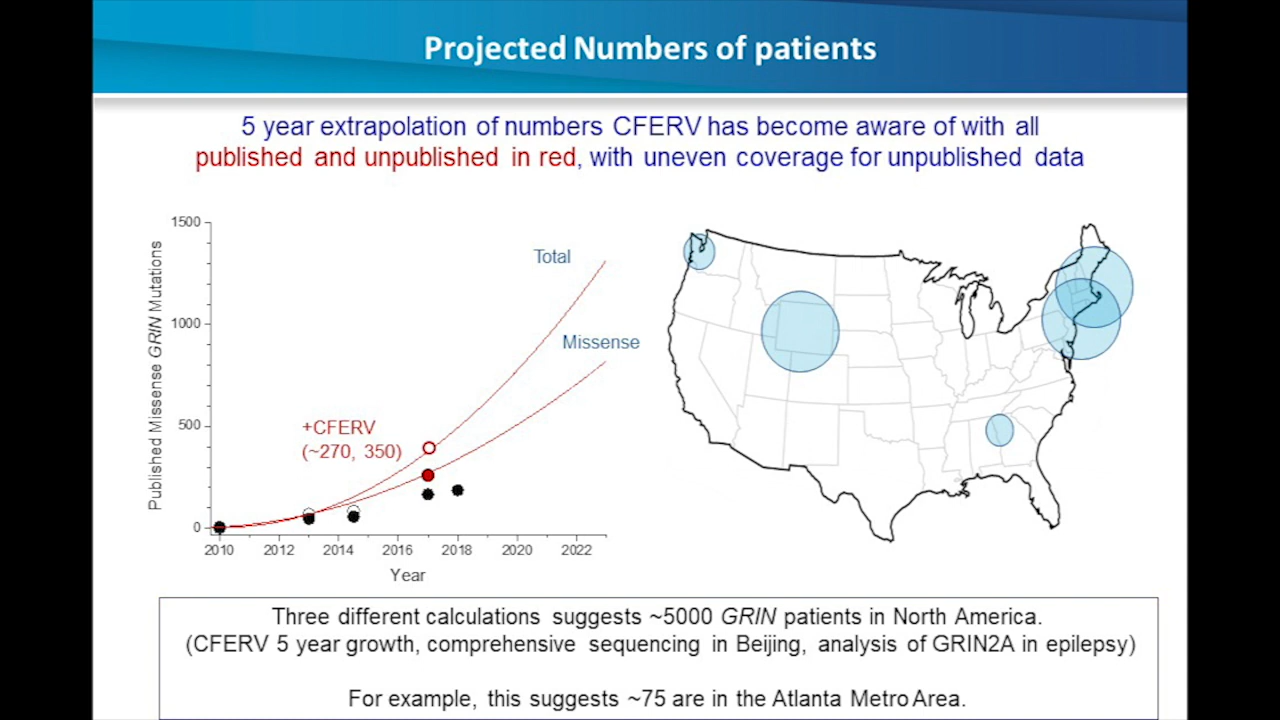 Projected Numbers of patients
5 year extrapolation of numbers CFERV has become aware of with all
published and unpublished in red, with uneven coverage for unpublished data
Published Missense GRIN Mutations
1500
1000
500
0
Total
Missense
+CFERV
(~270, 350)
2010 2012 2014 2016 2018 2020 2022
Year
Three different calculations suggests ~5000 GRIN patients in North America.
(CFERV 5 year growth, comprehensive sequencing in Beijing, analysis of GRIN2A in epilepsy)
For example, this suggests ~75 are in the Atlanta Metro Area.